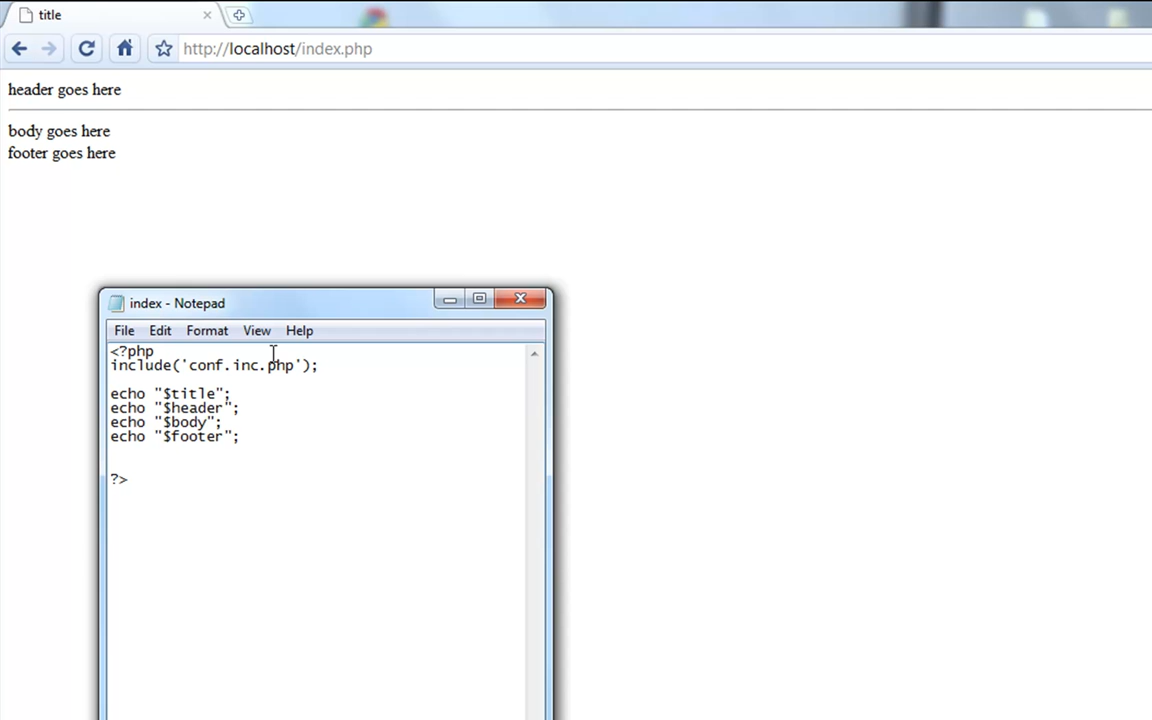 title
http://localhost/index.php
header goes here
body goes here
footer goes here
index - Notepad
File Edit Format View Help
<?php
include('conf.inc.php');
echo "$title";
echo "$header";
echo "$body";
echo "$footer";
?>